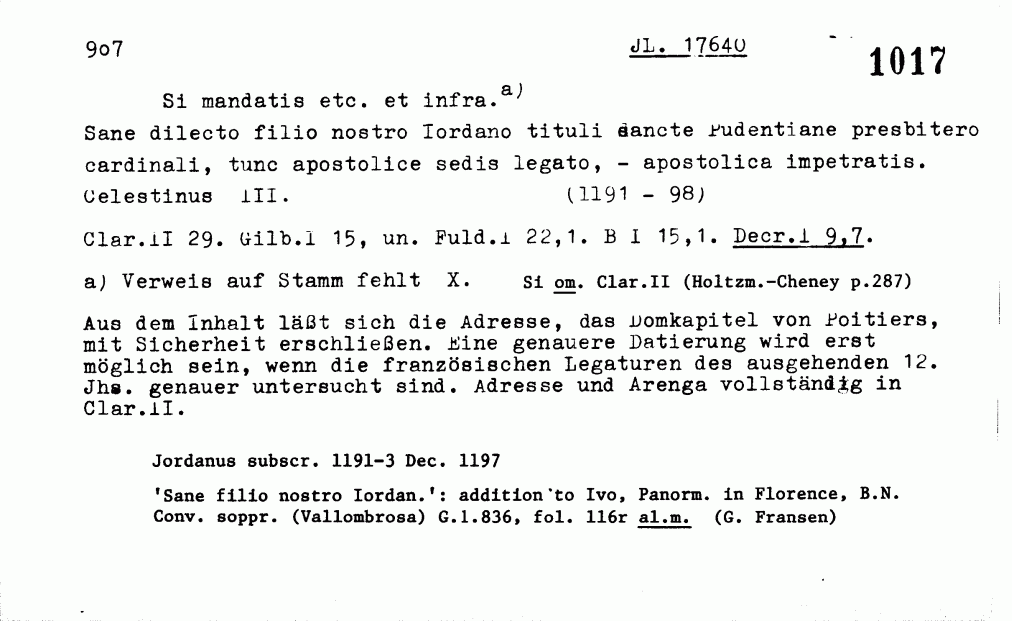 9o7 JL. 17640 1017
Si mandatis etc. et infra.a)
Sane dilecto filio nostro Iordano tituli sancte Pudentiane presbitero
cardinali, tunc apostolice sedis legato, - apostolica impetratis.
Celestinus III. (1191 - 98)
Clar.II 29. Gilb.I 15, un. Fuld.I 22,1. B I 15,1. Decr.I 9,7.
a) Verweis auf Stamm fehlt X. Si om. Clar.II (Holtzm.-Cheney p.287)
Aus dem Inhalt läßt sich die Adresse, das Domkapitel von Poitiers,
mit Sicherheit erschließen. Eine genauere Datierung wird erst
möglich sein, wenn die französischen Legaturen des ausgehenden 12.
Jhs. genauer untersucht sind. Adresse und Arenga vollständig in
Clar.II.
Jordanus subscr. 1191-3 Dec. 1197
'Sane filio nostro Iordan.': addition to Ivo, Panorm. in Florence, B.N.
Conv. soppr. (Vallombrosa) G.1.836, fol. 116r al.m. (G. Fransen)